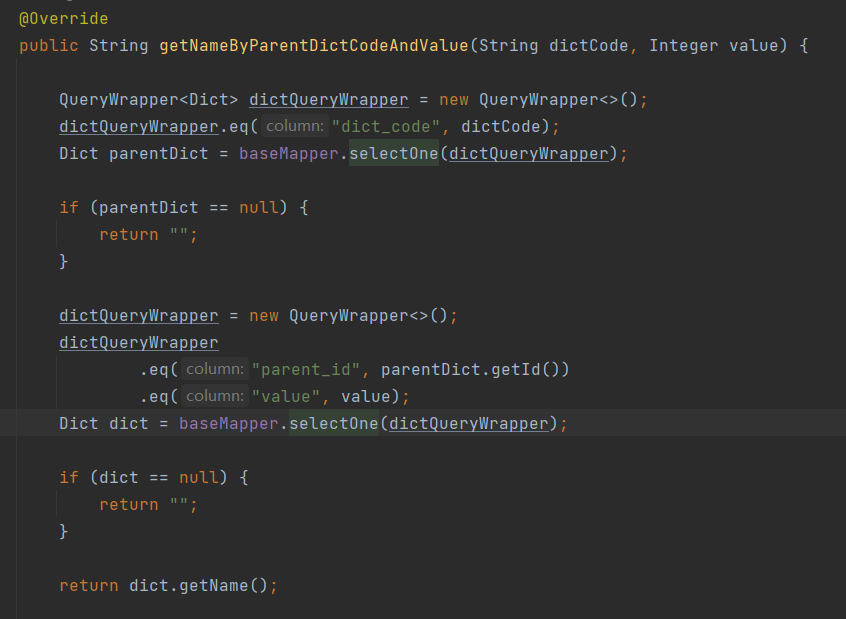 @Override
public String getNameByParentDictCodeAndValue(String dictCode, Integer value) {
QueryWrapper<Dict> dictQueryWrapper = new QueryWrapper<>();
dictQueryWrapper.eq( column: "dict_code", dictCode);
Dict parentDict = baseMapper.selectOne(dictQueryWrapper);
if (parentDict == null) {
return "";
}
dictQueryWrapper = new QueryWrapper<>();
dictQueryWrapper
.eq( column: "parent_id", parentDict.getId())
.eq( column: "value", value);
Dict dict = baseMapper.selectOne(dictQueryWrapper);
if (dict == null) {
return "";
}
return dict.getName();